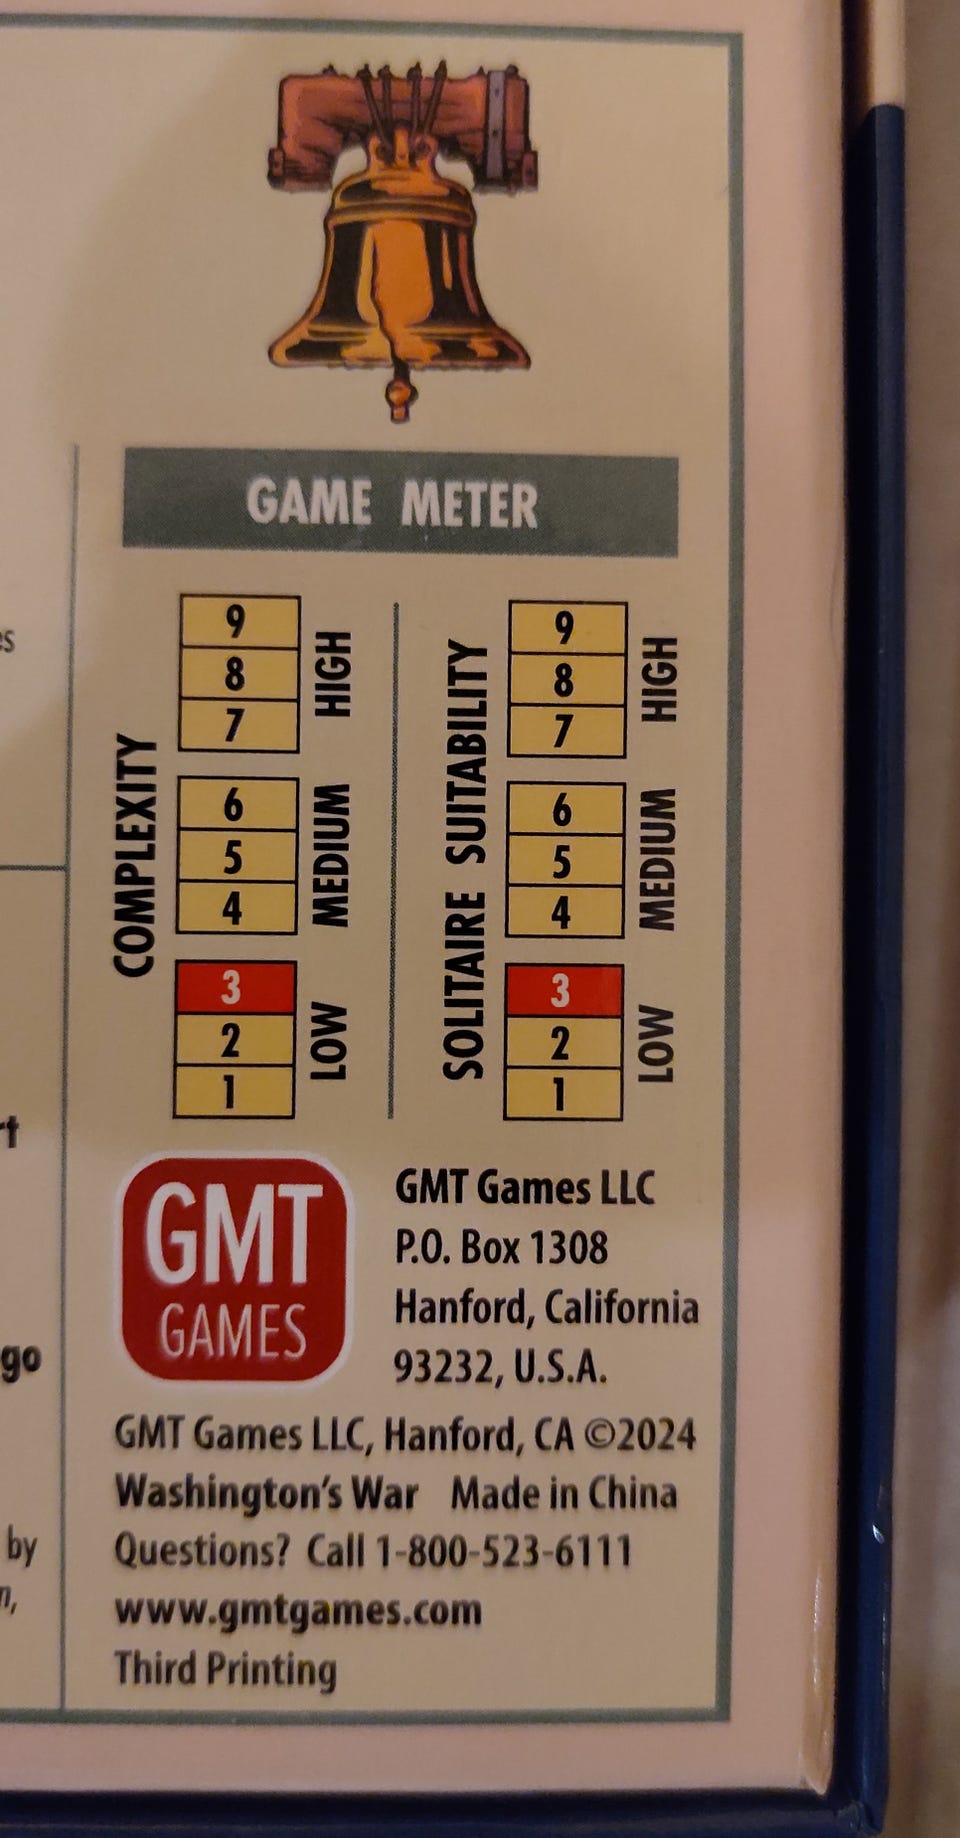 GAME METER
COMPLEXITY
9
8
7
HIGH
6
5
4
MEDIUM
3
2
1
LOW
SOLITAIRE SUITABILITY
9
8
7
HIGH
6
5
4
MEDIUM
3
2
1
LOW
GMT
GAMES
GMT Games LLC
P.O. Box 1308
Hanford, California
93232, U.S.A.
GMT Games LLC, Hanford, CA ©2024
Washington's War Made in China
Questions? Call 1-800-523-6111
www.gmtgames.com
Third Printing
go
by